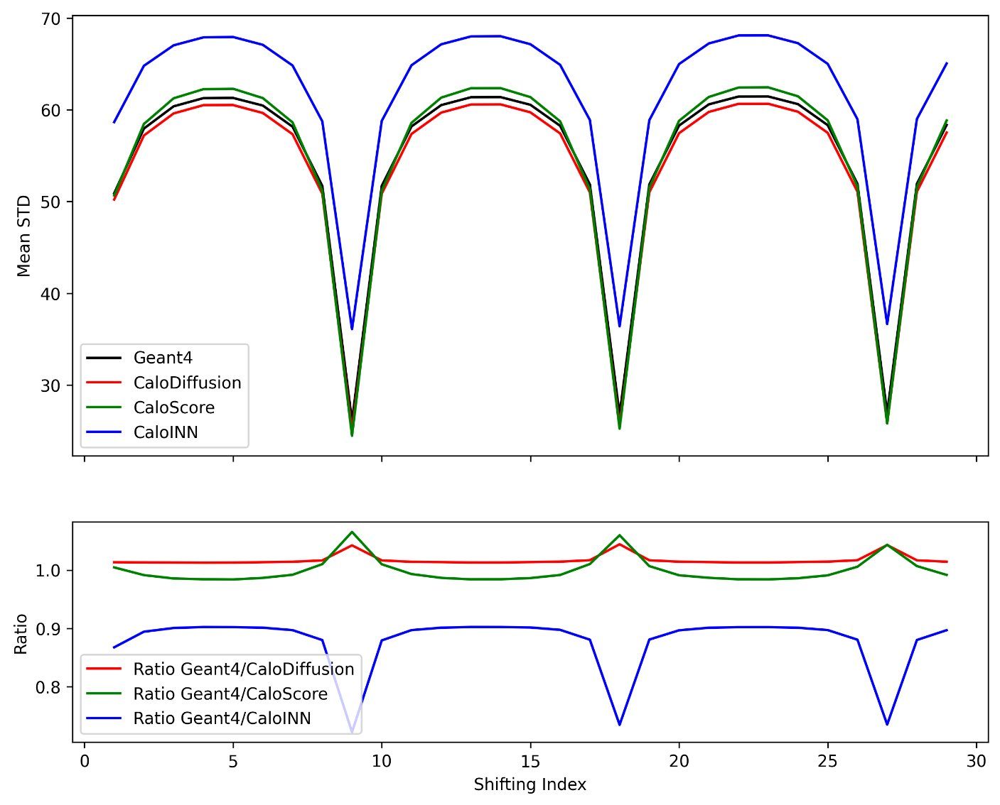 70
60
50
40
30
Mean STD
Geant4
CaloDiffusion
CaloScore
CaloINN
1.0
0.9
0.8
Ratio
Ratio Geant4/CaloDiffusion
Ratio Geant4/CaloScore
Ratio Geant4/CaloINN
0 5 10 15 20 25 30
Shifting Index